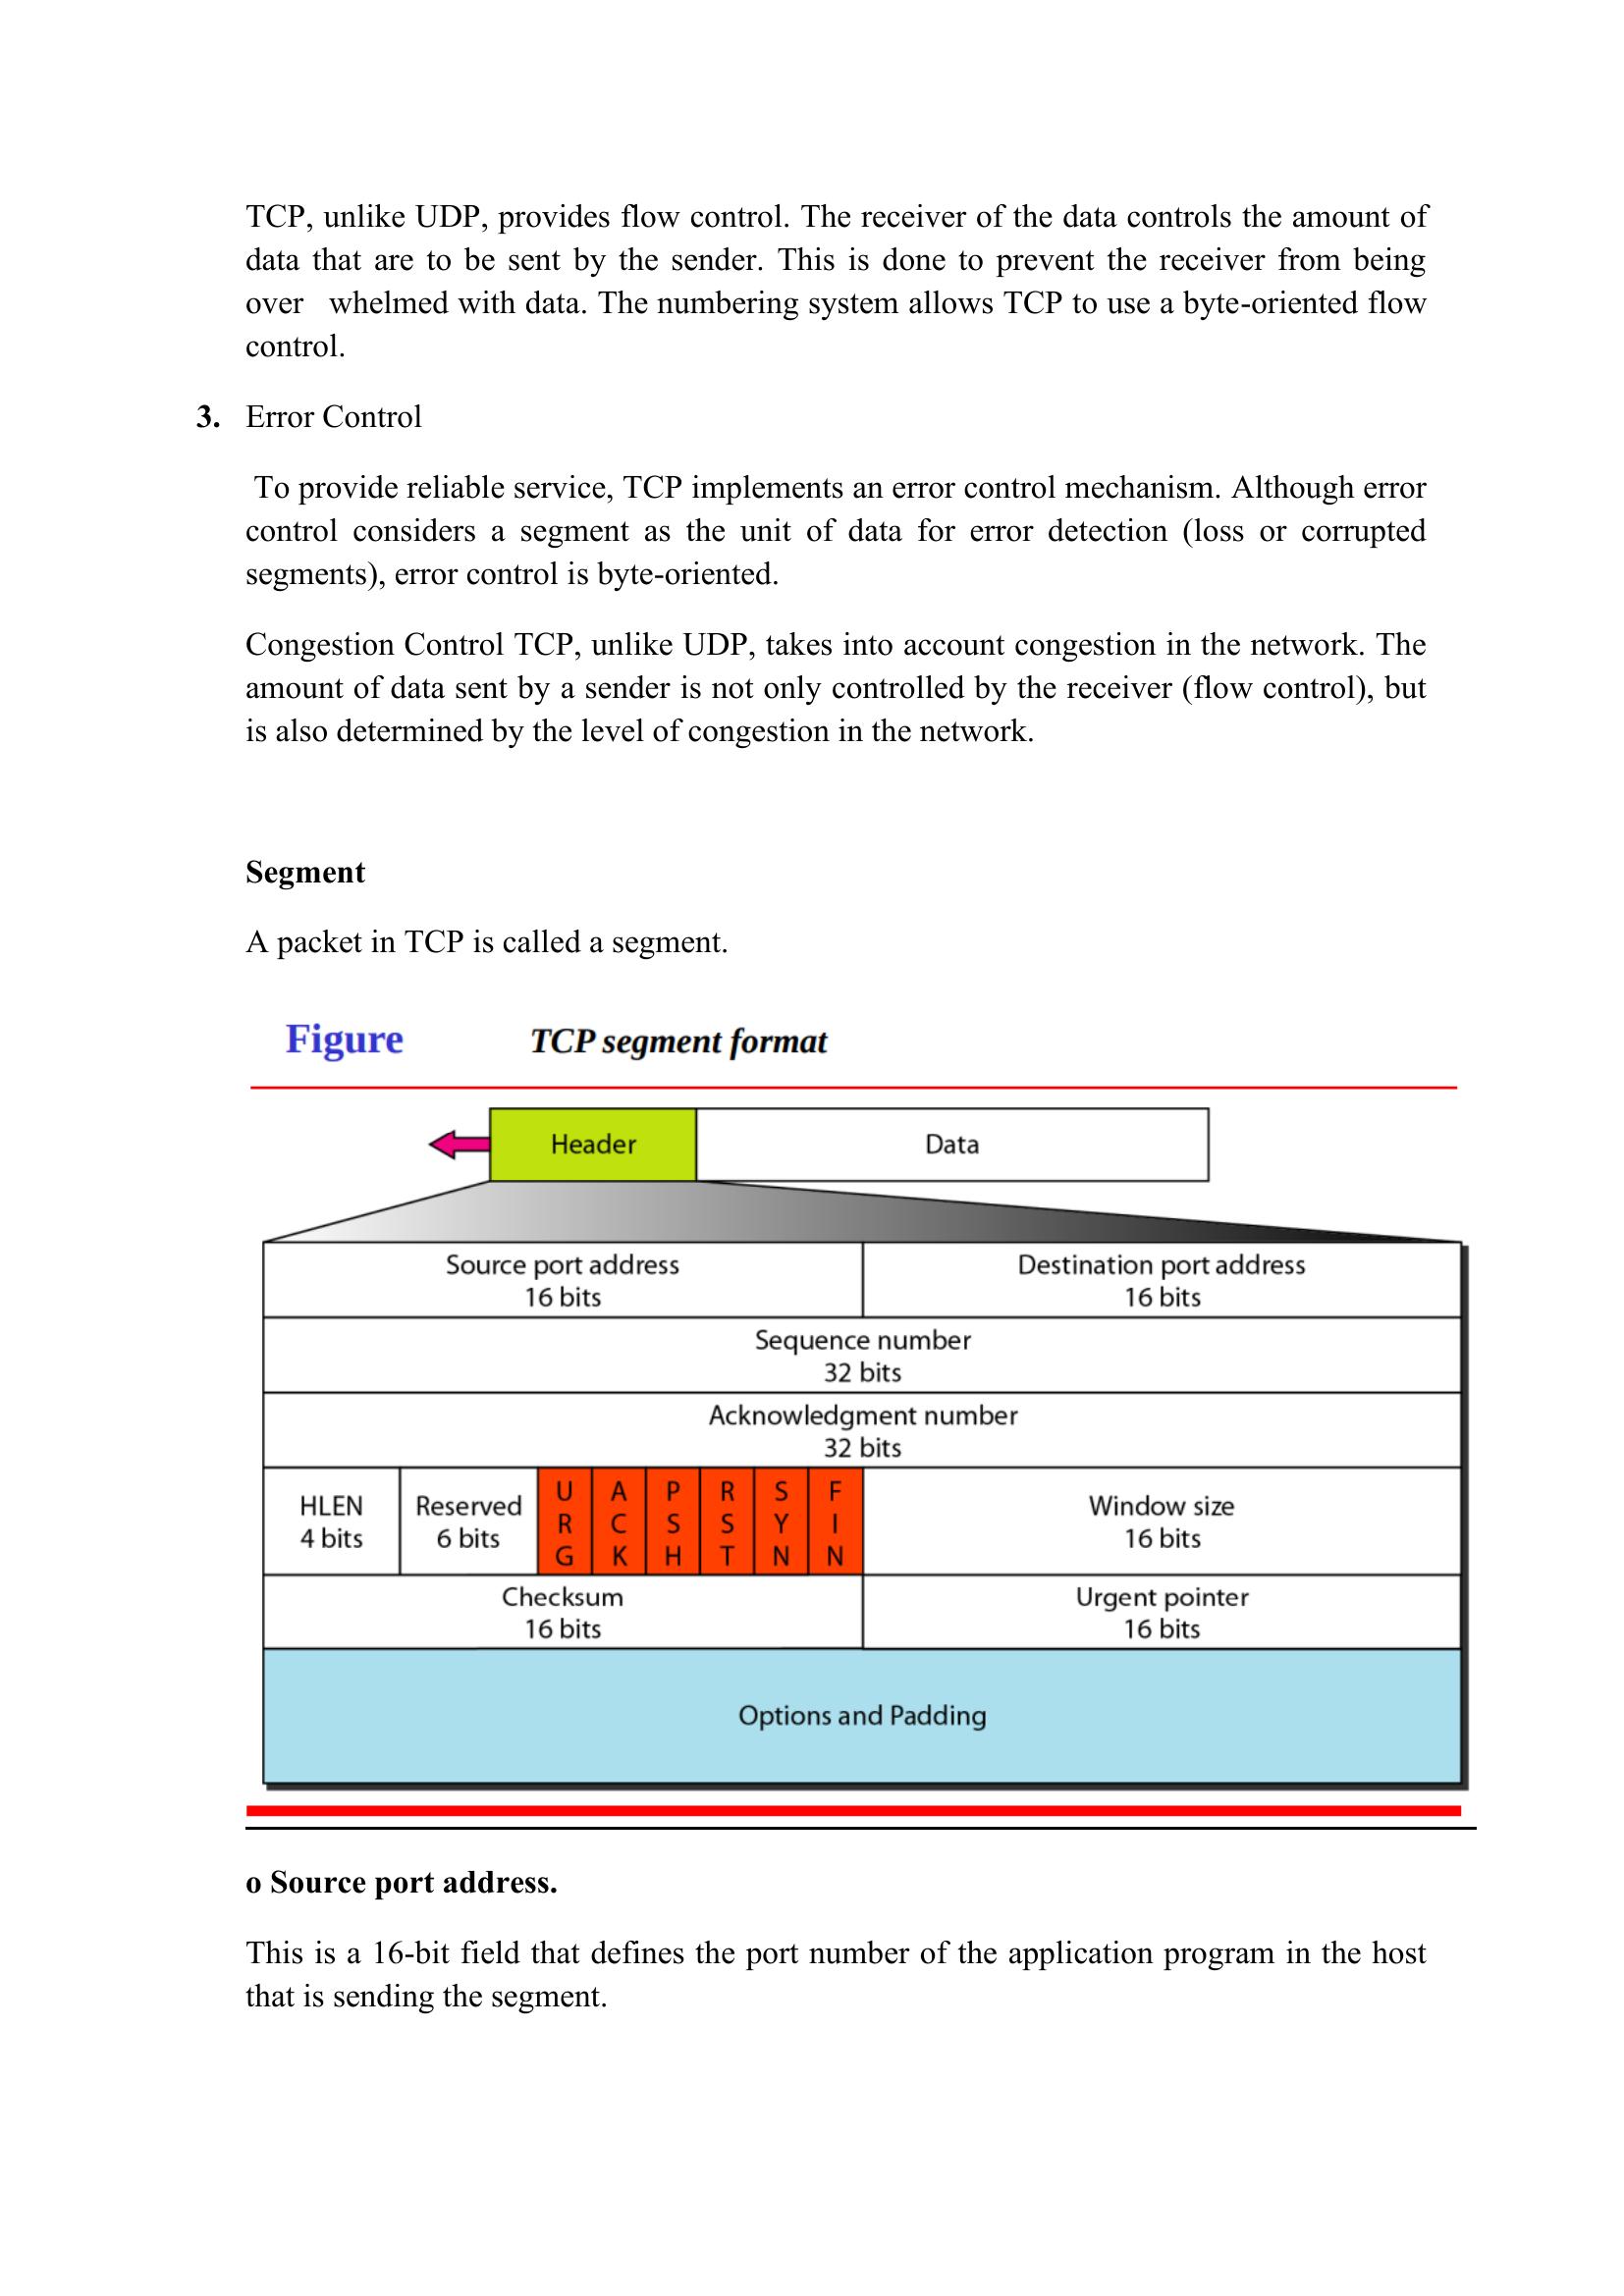 TCP, unlike UDP, provides flow control. The receiver of the data controls the amount of
data that are to be sent by the sender. This is done to prevent the receiver from being
over whelmed with data. The numbering system allows TCP to use a byte-oriented flow
control.
3. Error Control
To provide reliable service, TCP implements an error control mechanism. Although error
control considers a segment as the unit of data for error detection (loss or corrupted
segments), error control is byte-oriented.
Congestion Control TCP, unlike UDP, takes into account congestion in the network. The
amount of data sent by a sender is not only controlled by the receiver (flow control), but
is also determined by the level of congestion in the network.
Segment
A packet in TCP is called a segment.
Figure TCP segment format
Header Data
Source port address
16 bits
Destination port address
16 bits
Sequence number
32 bits
Acknowledgment number
32 bits
HLEN
4 bits
Reserved
6 bits
URG
ACK
PSH
RST
SYN
FIN
Window size
16 bits
Checksum
16 bits
Urgent pointer
16 bits
Options and Padding
o Source port address.
This is a 16-bit field that defines the port number of the application program in the host
that is sending the segment.